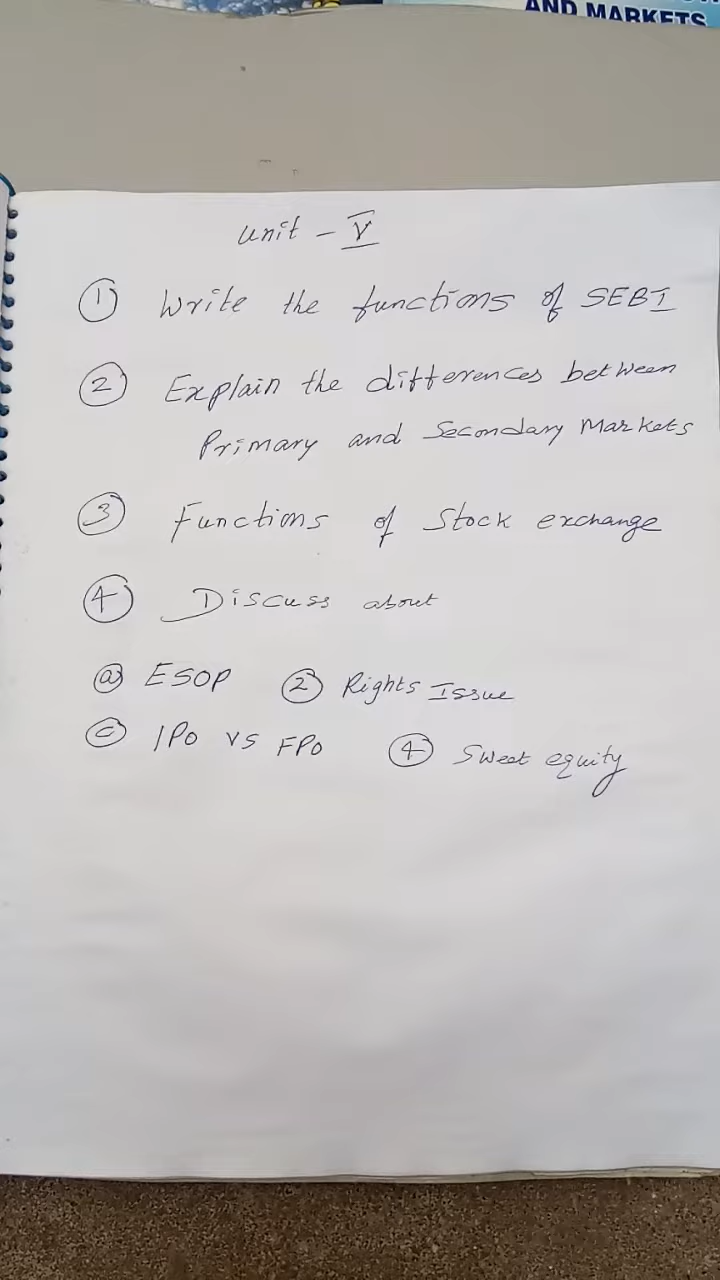 AND MARKETS
Unit - V
① Write the functions of SEBI
② Explain the differences between
Primary and Secondary Markets
③ Functions of Stock exchange
④ Discuss about
ⓐ ESOP ② Rights Issue
ⓒ IPO VS FPO ④ Sweet equity